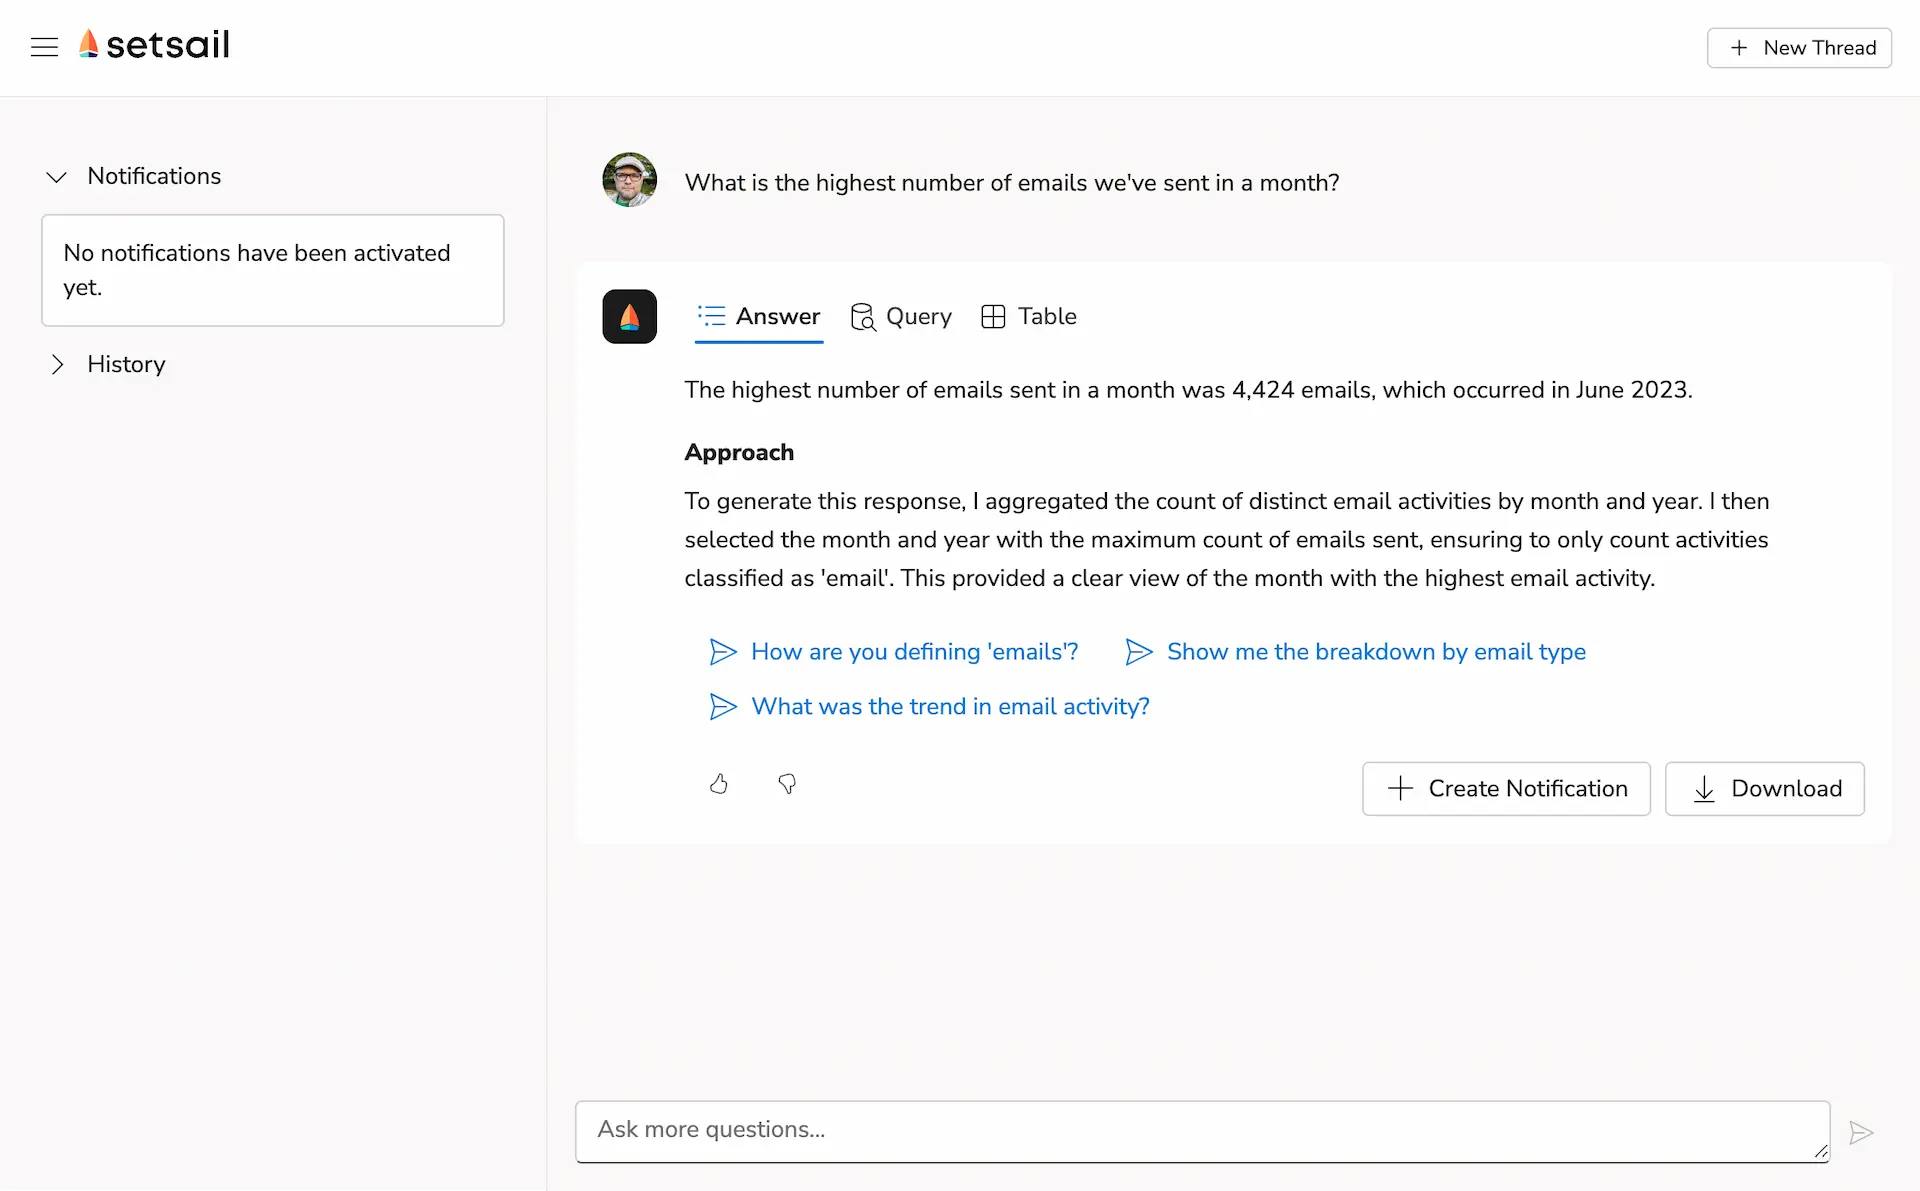 setsail
New Thread
Notifications
No notifications have been activated
yet.
History
What is the highest number of emails we've sent in a month?
Answer
Query
Table
The highest number of emails sent in a month was 4,424 emails, which occurred in June 2023.
Approach
To generate this response, I aggregated the count of distinct email activities by month and year. I then
selected the month and year with the maximum count of emails sent, ensuring to only count activities
classified as 'email'. This provided a clear view of the month with the highest email activity.
How are you defining 'emails'?
Show me the breakdown by email type
What was the trend in email activity?
Create Notification
Download
Ask more questions...